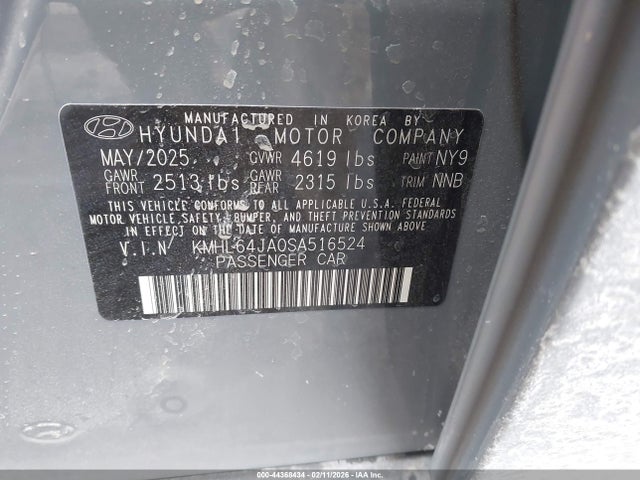 MANUFACTURED IN KOREA BY
HYUNDAI MOTOR COMPANY
MAY/2025 GVWR 4619 lbs PAINT NY9
GAWR FRONT 2513 lbs GAWR REAR 2315 lbs TRIM NNB
THIS VEHICLE CONFORMS TO ALL APPLICABLE FEDERAL
MOTOR VEHICLE SAFETY, BUMPER, AND THEFT PREVENTION STANDARDS
IN EFFECT ON THE DATE OF MANUFACTURE SHOWN ABOVE
V.I.N KMHL64JA0SA516524
PASSENGER CAR
000-44368434 - 02/11/2026 - IAAI.COM